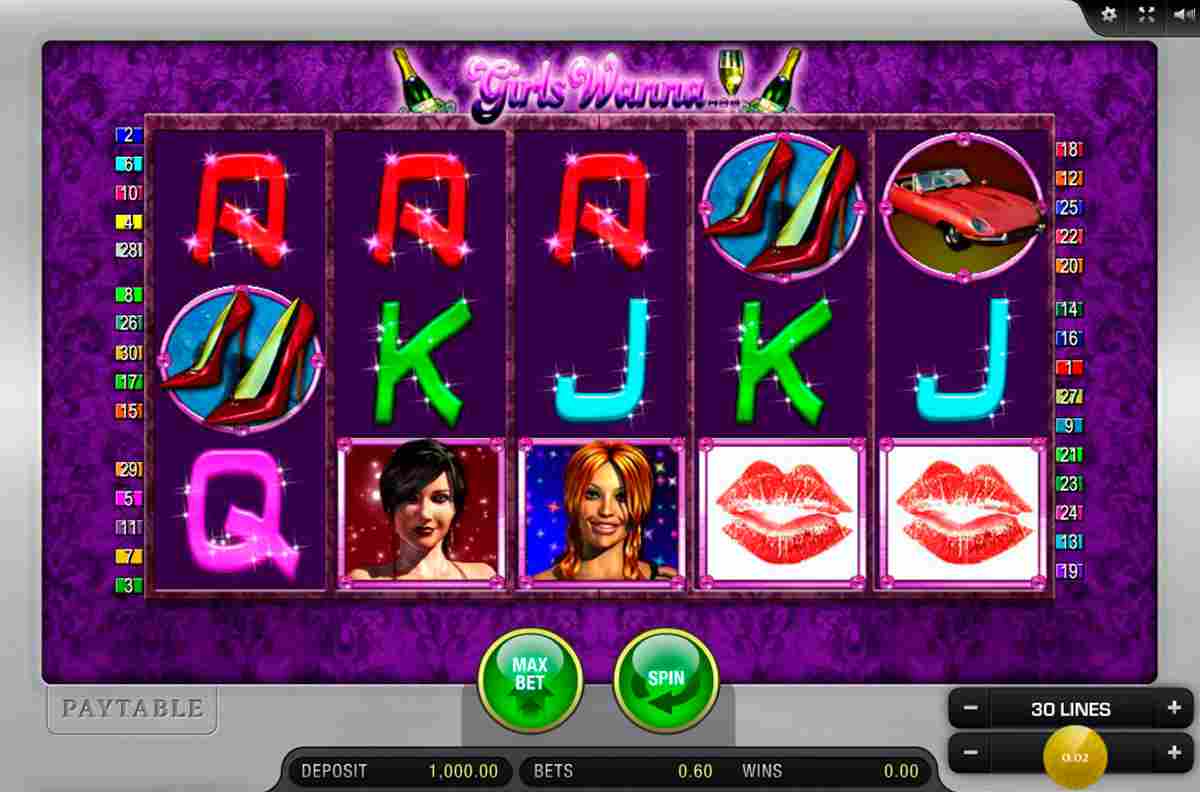 Girls Wanna...
2
6
10
4
28
8
26
30
17
15
29
5
11
7
3
A A A
K J K J
Q
18
12
25
22
20
14
16
1
27
9
21
23
24
13
19
MAX
BET
SPIN
PAYTABLE
- 30 LINES +
- 0.02 +
DEPOSIT 1,000.00 BETS 0.60 WINS 0.00